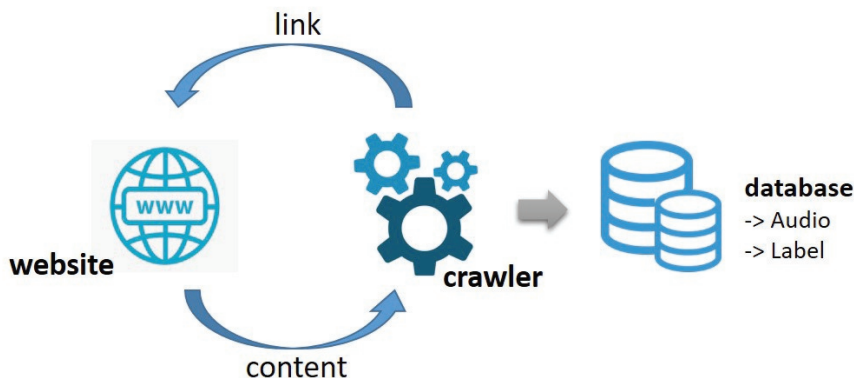 link
www
website
crawler
database
-> Audio
-> Label
content